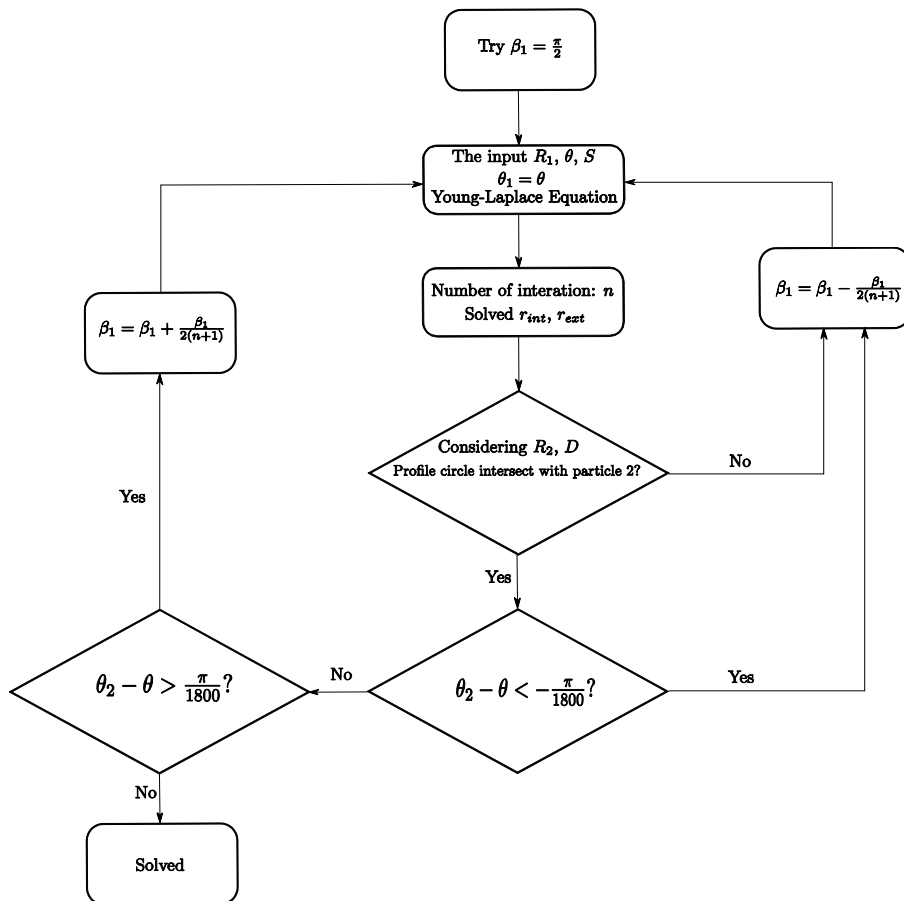 Try β₁ = π/2
The input R₁, θ, S
θ₁ = θ
Young-Laplace Equation
Number of interation: n
Solved r_int, r_ext
β₁ = β₁ − β₁/2(n+1)
β₁ = β₁ + β₁/2(n+1)
Considering R₂, D
Profile circle intersect with particle 2?
No
Yes
Yes
θ₂ − θ < −π/1800?
Yes
No
θ₂ − θ > π/1800?
No
Solved